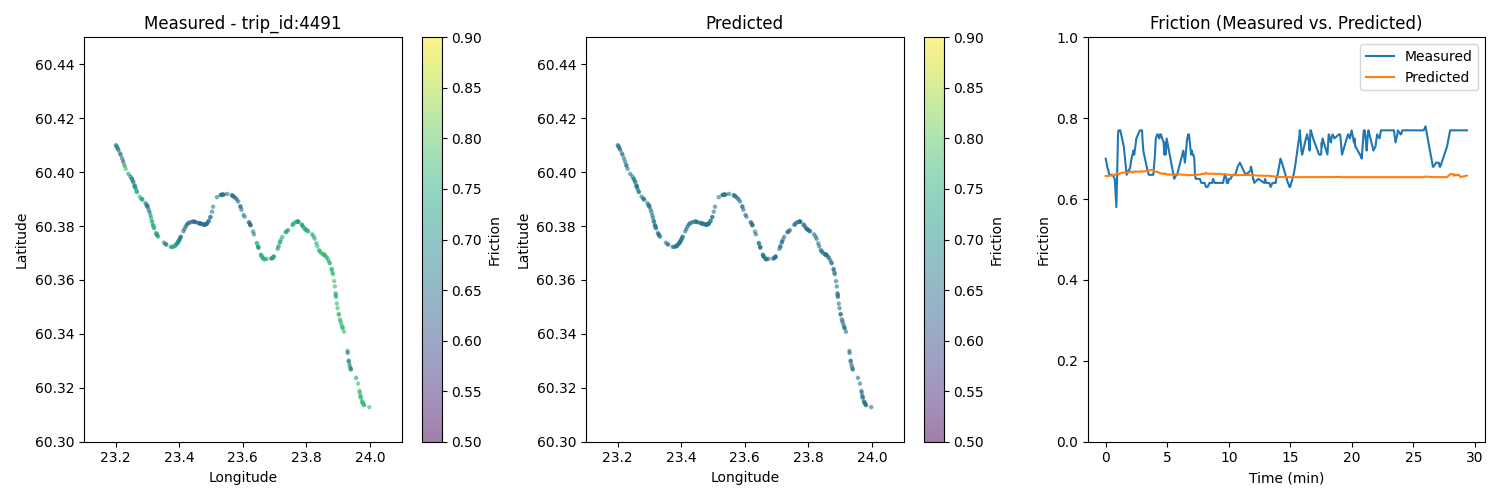 Measured - trip_id:4491
60.44
60.42
60.40
60.38
60.36
60.34
60.32
60.30
Latitude
23.2 23.4 23.6 23.8 24.0
Longitude
0.90
0.85
0.80
0.75
0.70
0.65
0.60
0.55
0.50
Friction
Predicted
60.44
60.42
60.40
60.38
60.36
60.34
60.32
60.30
Latitude
23.2 23.4 23.6 23.8 24.0
Longitude
0.90
0.85
0.80
0.75
0.70
0.65
0.60
0.55
0.50
Friction
Friction (Measured vs. Predicted)
Measured
Predicted
1.0
0.8
0.6
0.4
0.2
0.0
Friction
0 5 10 15 20 25 30
Time (min)